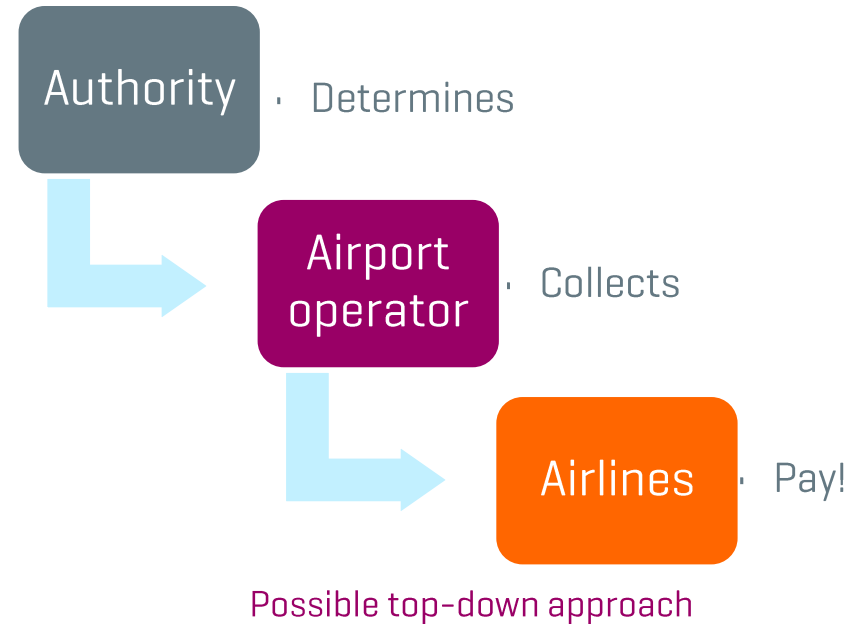 Authority
Determines
Airport
operator
Collects
Airlines
Pay!
Possible top-down approach